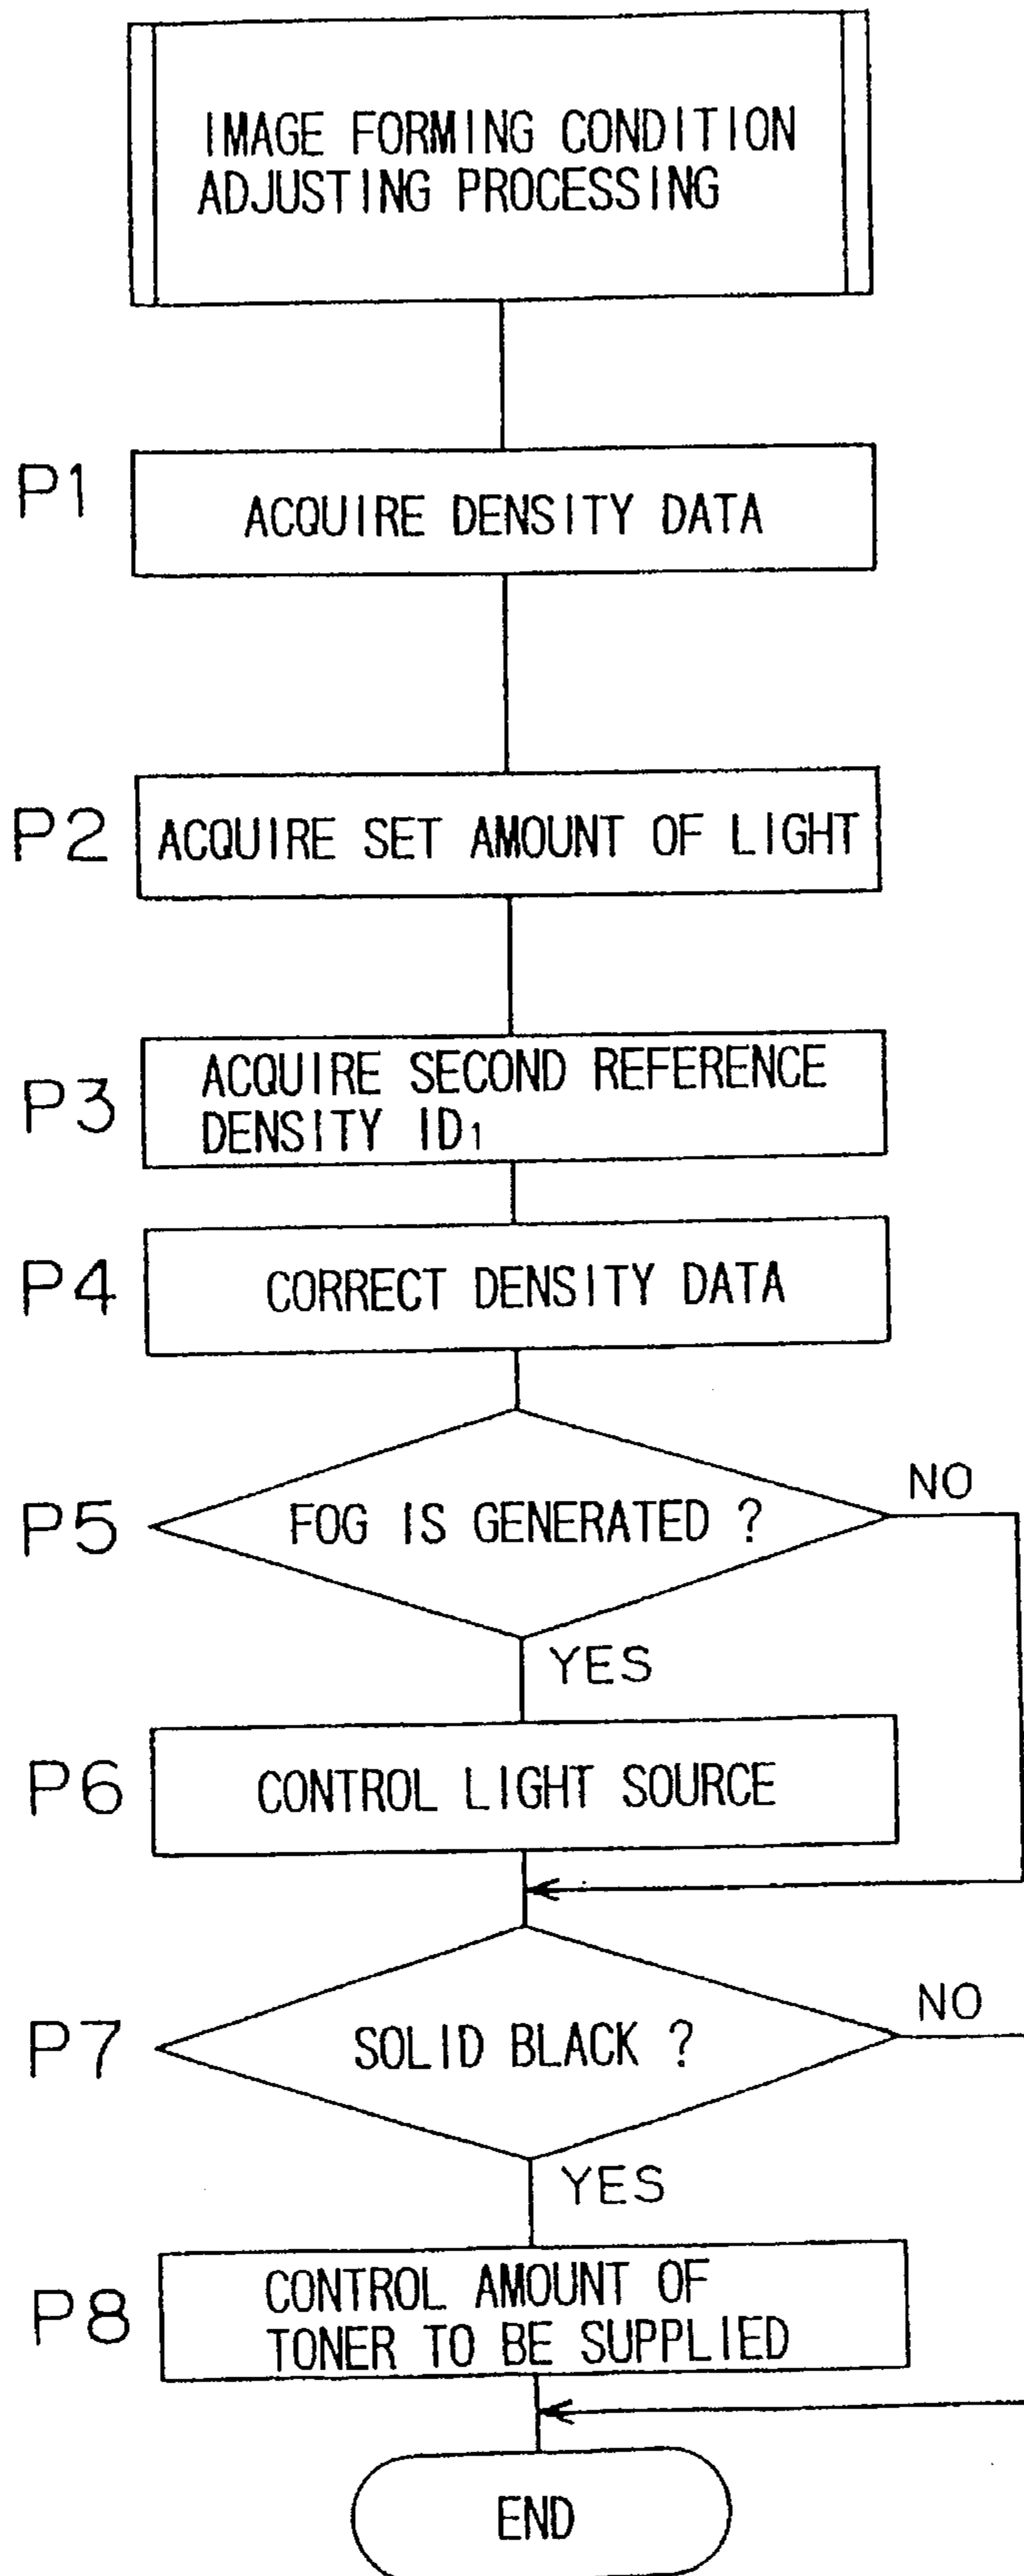 IMAGE FORMING CONDITION
ADJUSTING PROCESSING
P1
ACQUIRE DENSITY DATA
P2
ACQUIRE SET AMOUNT OF LIGHT
P3
ACQUIRE SECOND REFERENCE
DENSITY ID₁
P4
CORRECT DENSITY DATA
P5
FOG IS GENERATED ?
NO
YES
P6
CONTROL LIGHT SOURCE
P7
SOLID BLACK ?
NO
YES
P8
CONTROL AMOUNT OF
TONER TO BE SUPPLIED
END